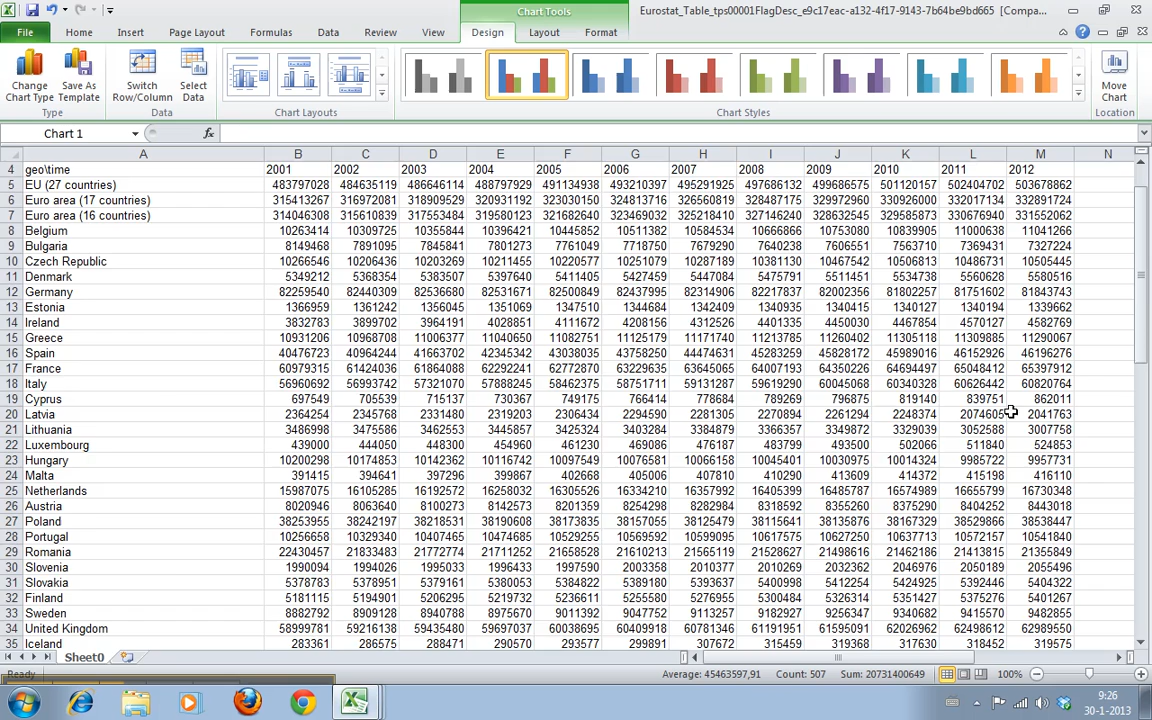 Chart Tools
Eurostat_Table_tps00001FlagDesc_e9c17eac-a132-4f17-9143-7b64be9bd665 [Compa...
File Home Insert Page Layout Formulas Data Review View Design Layout Format
Change Chart Type Save As Template Switch Row/Column Select Data Move Chart
Type Data Chart Layouts Chart Styles Location
Chart 1 fx
A B C D E F G H I J K L M N
4 geo\time 2001 2002 2003 2004 2005 2006 2007 2008 2009 2010 2011 2012
5 EU (27 countries) 483797028 484635119 486646114 488797929 491134938 493210397 495291925 497686132 499686575 501120157 502404702 503678862
6 Euro area (17 countries) 315413267 316972081 318909529 320931192 323030150 324813716 326560819 328487175 329972960 330926000 332017134 332891724
7 Euro area (16 countries) 314046308 315610839 317553484 319580123 321682640 323469032 325218410 327146240 328632545 329585873 330676940 331552062
8 Belgium 10263414 10309725 10355844 10396421 10445852 10511382 10584534 10666866 10753080 10839905 11000638 11041266
9 Bulgaria 8149468 7891095 7845841 7801273 7761049 7718750 7679290 7640238 7606551 7563710 7369431 7327224
10 Czech Republic 10266546 10206436 10203269 10211455 10220577 10251079 10287189 10381130 10467542 10506813 10486731 10505445
11 Denmark 5349212 5368354 5383507 5397640 5411405 5427459 5447084 5475791 5511451 5534738 5560628 5580516
12 Germany 82259540 82440309 82536680 82531671 82500849 82437995 82314906 82217837 82002356 81802257 81751602 81843743
13 Estonia 1366959 1361242 1356045 1351069 1347510 1344684 1342409 1340935 1340415 1340127 1340194 1339662
14 Ireland 3832783 3899702 3964191 4028851 4111672 4208156 4312526 4401335 4450030 4467854 4570127 4582769
15 Greece 10931206 10968708 11006377 11040650 11082751 11125179 11171740 11213785 11260402 11305118 11309885 11290067
16 Spain 40476723 40964244 41663702 42345342 43038035 43758250 44474631 45283259 45828172 45989016 46152926 46196276
17 France 60979315 61424036 61864088 62292241 62772870 63229635 63645065 64007193 64350226 64694497 65048412 65397912
18 Italy 56960692 56993742 57321070 57888245 58462375 58751711 59131287 59619290 60045068 60340328 60626442 60820764
19 Cyprus 697549 705539 715137 730367 749175 766414 778684 789269 796875 819140 839751 862011
20 Latvia 2364254 2345768 2331480 2319203 2306434 2294590 2281305 2270894 2261294 2248374 2074605 2041763
21 Lithuania 3486998 3475586 3462553 3445857 3425324 3403284 3384879 3366357 3349872 3329039 3052588 3007758
22 Luxembourg 439000 444050 448300 454960 461230 469086 476187 483799 493500 502066 511840 524853
23 Hungary 10200298 10174853 10142362 10116742 10097549 10076581 10066158 10045401 10030975 10014324 9985722 9957731
24 Malta 391415 394641 397296 399867 402668 405006 407810 410290 413609 414372 415198 416110
25 Netherlands 15987075 16105285 16192572 16258032 16305526 16334210 16357992 16405399 16485787 16574989 16655799 16730348
26 Austria 8020946 8063640 8100273 8142573 8201359 8254298 8282984 8318592 8355260 8375290 8404252 8443018
27 Poland 38253955 38242197 38218531 38190608 38173835 38157055 38125479 38115641 38135876 38167329 38529866 38538447
28 Portugal 10256658 10329340 10407465 10474685 10529255 10569592 10599095 10617575 10627250 10637713 10572157 10541840
29 Romania 22430457 21833483 21772774 21711252 21658528 21610213 21565119 21528627 21498616 21462186 21413815 21355849
30 Slovenia 1990094 1994026 1995033 1996433 1997590 2003358 2010377 2010269 2032362 2046976 2050189 2055496
31 Slovakia 5378783 5378951 5379161 5380053 5384822 5389180 5393637 5400998 5412254 5424925 5392446 5404322
32 Finland 5181115 5194901 5206295 5219732 5236611 5255580 5276955 5300484 5326314 5351427 5375276 5401267
33 Sweden 8882792 8909128 8940788 8975670 9011392 9047752 9113257 9182927 9256347 9340682 9415570 9482855
34 United Kingdom 58999781 59216138 59435480 59697037 60038695 60409918 60781346 61191951 61595091 62026962 62498612 62989550
35 Iceland 283361 286575 288471 290570 293577 299891 307672 315459 319368 317630 318452 319575
Sheet0
Ready Average: 45463597,91 Count: 507 Sum: 20731400649 100%
9:26
30-1-2013